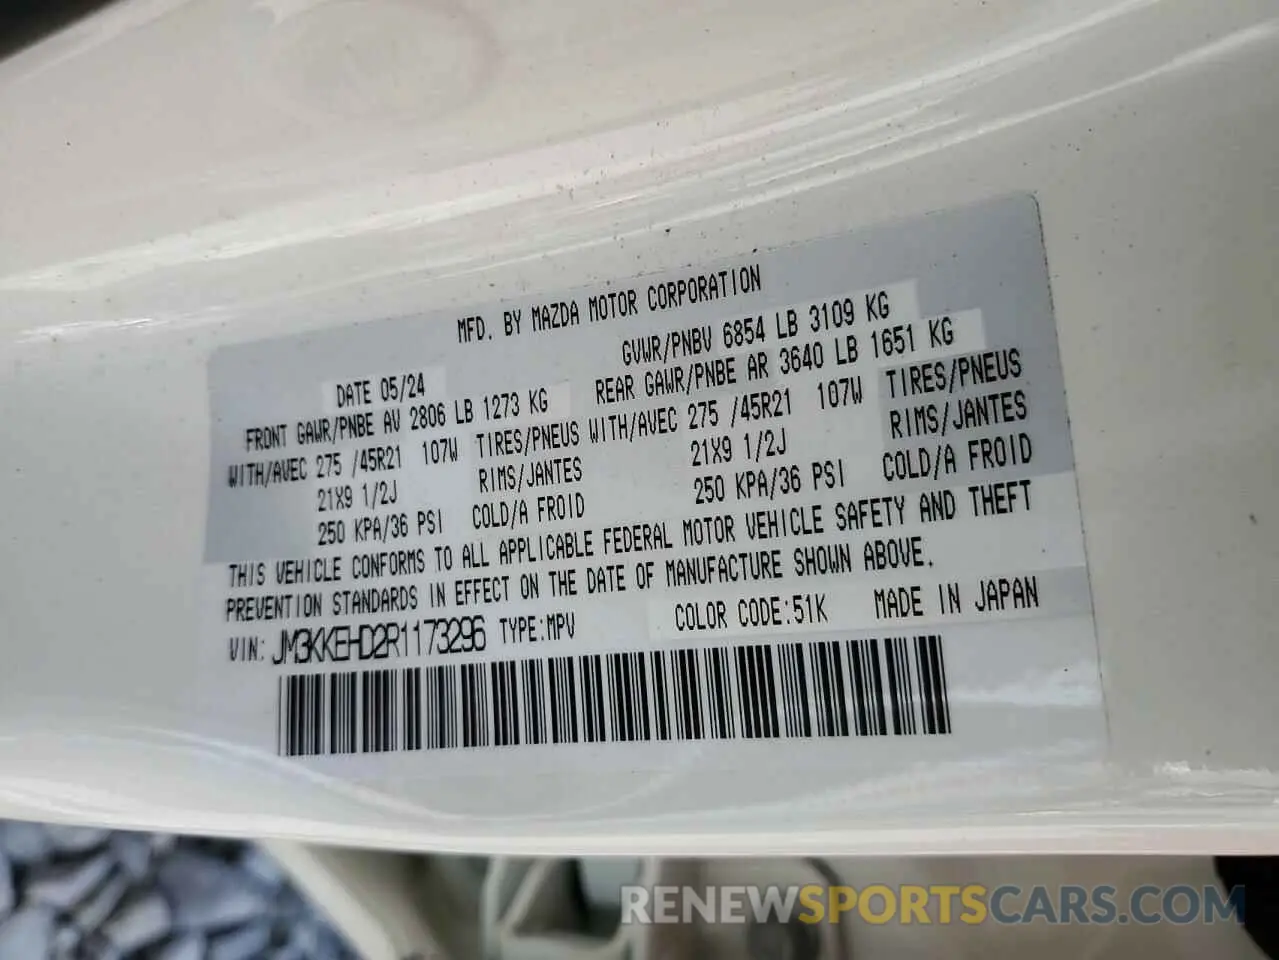 MFD. BY MAZDA MOTOR CORPORATION
DATE 05/24 GVWR/PNBV 6854 LB 3109 KG
FRONT GAWR/PNBE AV 2806 LB 1273 KG REAR GAWR/PNBE AR 3640 LB 1651 KG
WITH/AVEC 275 /45R21 107W TIRES/PNEUS WITH/AVEC 275 /45R21 107W TIRES/PNEUS
21X9 1/2J RIMS/JANTES 21X9 1/2J RIMS/JANTES
250 KPA/36 PSI COLD/A FROID 250 KPA/36 PSI COLD/A FROID
THIS VEHICLE CONFORMS TO ALL APPLICABLE FEDERAL MOTOR VEHICLE SAFETY AND THEFT
PREVENTION STANDARDS IN EFFECT ON THE DATE OF MANUFACTURE SHOWN ABOVE.
VIN: JM3KKEHD2R1173296 TYPE:MPV COLOR CODE:51K MADE IN JAPAN
RENEWSPORTSCARS.COM